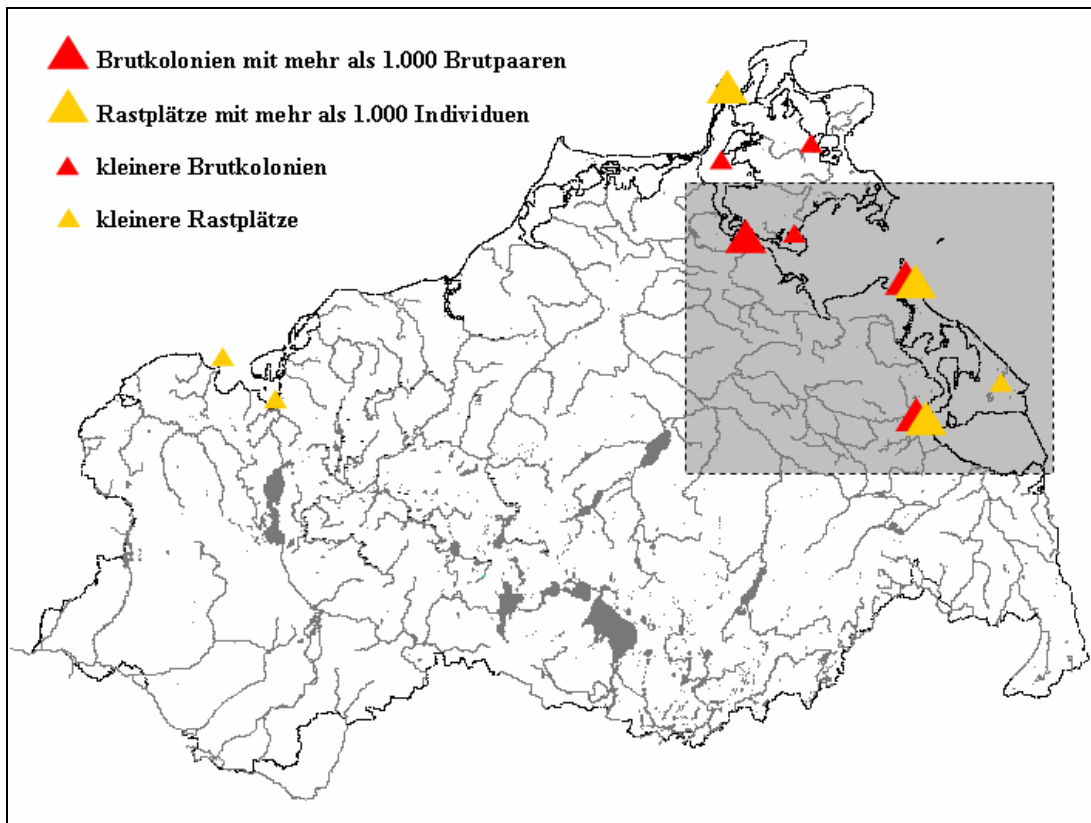 Brutkolonien mit mehr als 1.000 Brutpaaren
Rastplätze mit mehr als 1.000 Individuen
kleinere Brutkolonien
kleinere Rastplätze